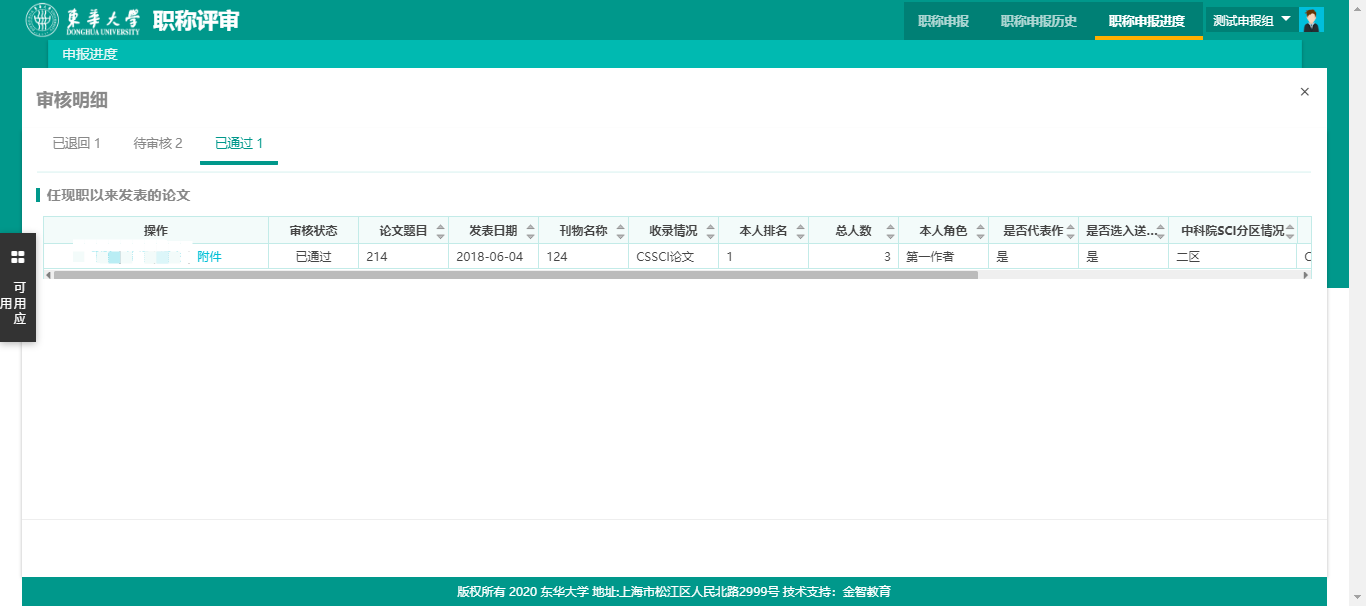 東華大學 职称评审 职称申报 职称申报历史 职称申报进度 测试申报组
DONGHUA UNIVERSITY
申报进度
审核明细
已退回 1 待审核 2 已通过 1
任现职以来发表的论文
操作 审核状态 论文题目 发表日期 刊物名称 收录情况 本人排名 总人数 本人角色 是否代表作 是否选入送... 中科院SCI分区情况
附件 已通过 214 2018-06-04 124 CSSCI论文 1 3 第一作者 是 是 二区
可
用用
应
版权所有 2020 东华大学 地址:上海市松江区人民北路2999号 技术支持：金智教育